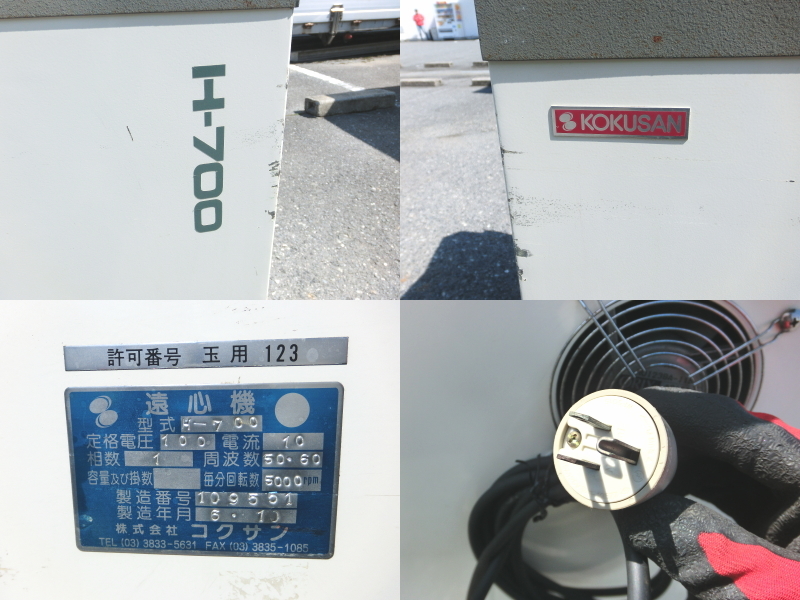 H-700
KOKUSAN
許可番号 玉用 123
遠心機
型式 H-700
定格電圧 100 電流 10
相数 1 周波数 50・60
容量及び掛数 毎分回転数 5000rpm
製造番号 109551
製造年月 6・10
株式会社 コクサン
TEL (03) 3833-5631 FAX (03) 3835-1085